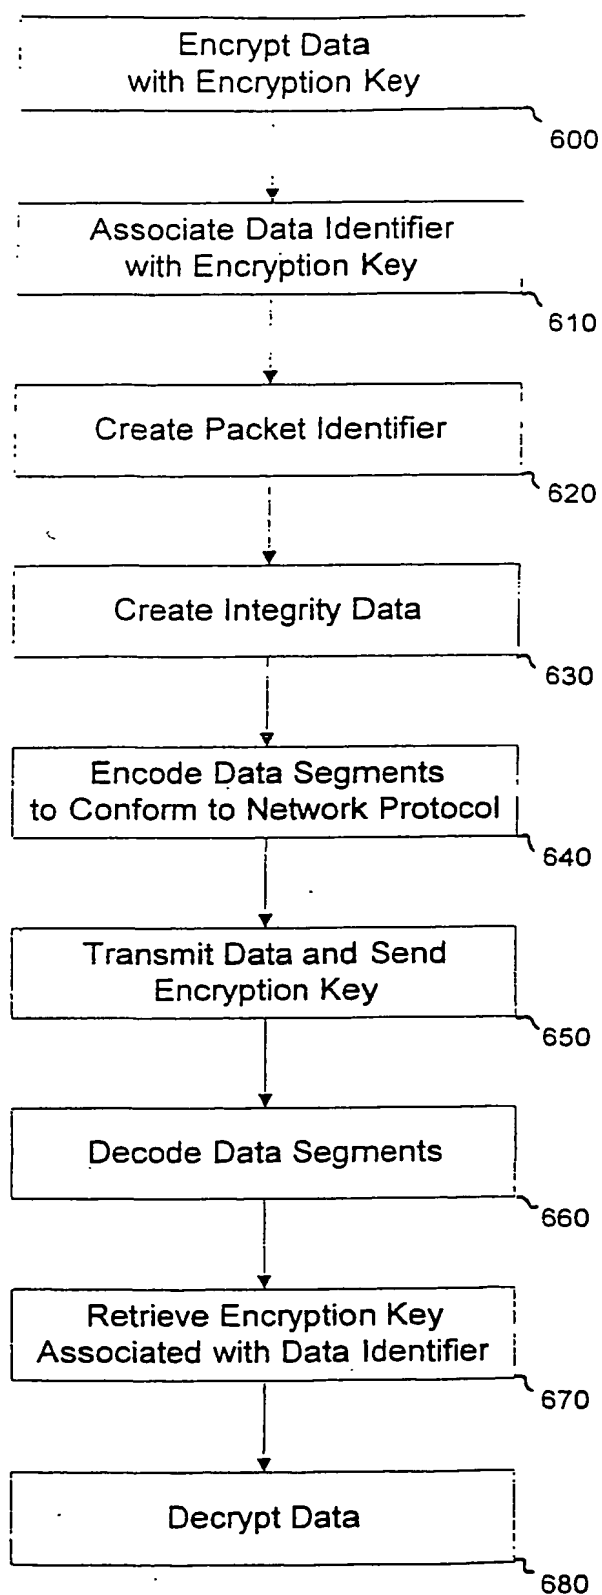 Encrypt Data
with Encryption Key
600
Associate Data Identifier
with Encryption Key
610
Create Packet Identifier
620
Create Integrity Data
630
Encode Data Segments
to Conform to Network Protocol
640
Transmit Data and Send
Encryption Key
650
Decode Data Segments
660
Retrieve Encryption Key
Associated with Data Identifier
670
Decrypt Data
680